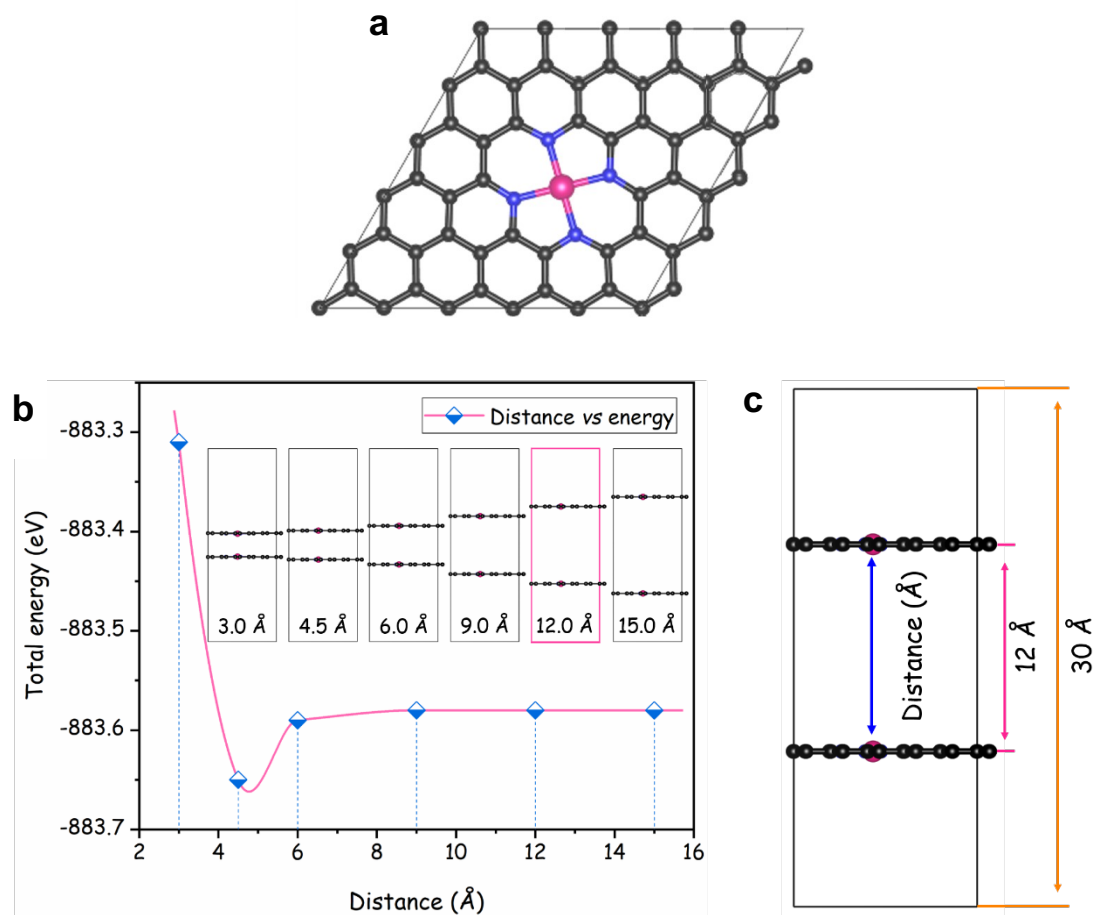 a
b
Distance vs energy
Total energy (eV)
-883.3
-883.4
-883.5
-883.6
-883.7
3.0 Å
4.5 Å
6.0 Å
9.0 Å
12.0 Å
15.0 Å
2
4
6
8
10
12
14
16
Distance (Å)
c
Distance (Å)
12 Å
30 Å